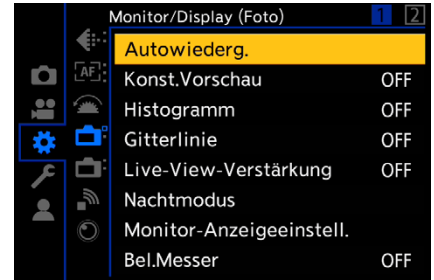 Monitor/Display (Foto) 1 2
Autowiederg.
AF Konst.Vorschau OFF
Histogramm OFF
Gitterlinie OFF
Live-View-Verstärkung OFF
Nachtmodus
Monitor-Anzeigeeinstell.
Bel.Messer OFF